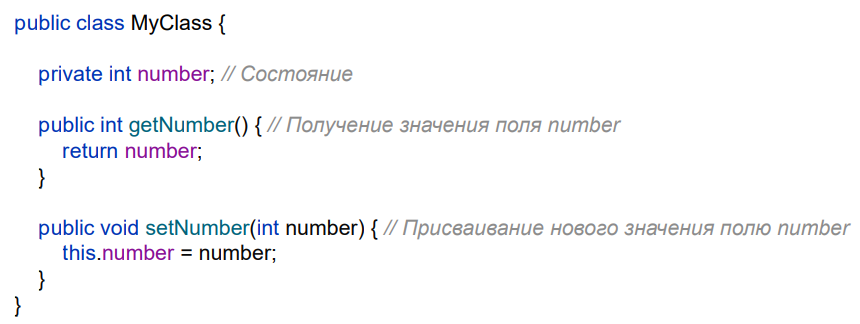 public class MyClass {
private int number; // Состояние
public int getNumber() { // Получение значения поля number
return number;
}
public void setNumber(int number) { // Присваивание нового значения полю number
this.number = number;
}
}